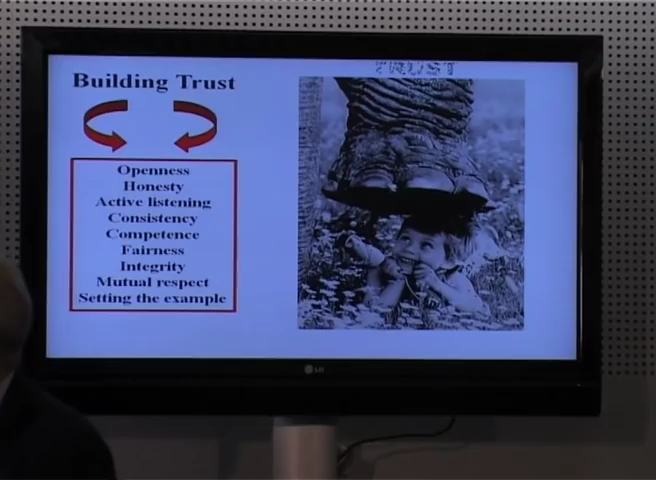 Building Trust
TRUST
Openness
Honesty
Active listening
Consistency
Competence
Fairness
Integrity
Mutual respect
Setting the example
LG